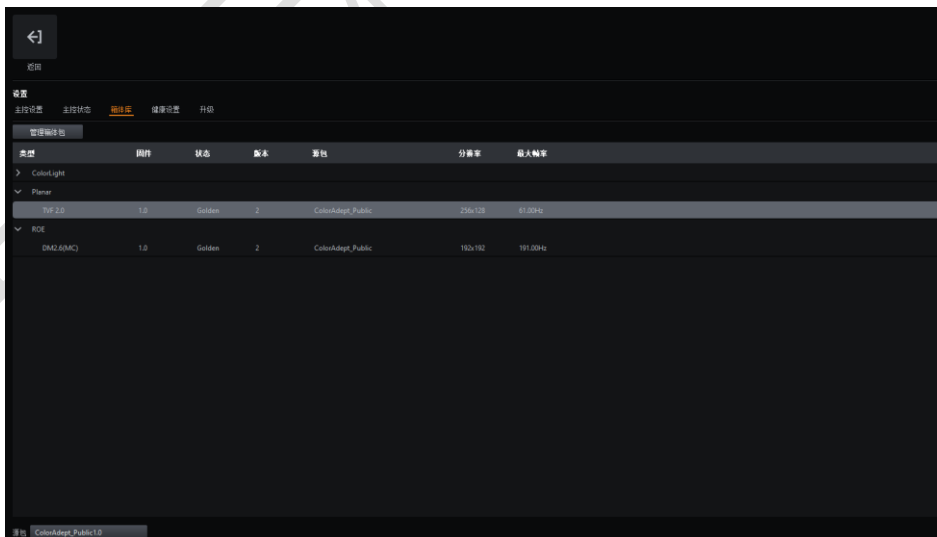 返回
设置
主控设置 主控状态 箱体库 健康设置 升级
管理箱体包
类型 固件 状态 版本 源包 分辨率 最大帧率
ColorLight
Planar
TVF 2.0 1.0 Golden 2 ColorAdept_Public 256x128 61.00Hz
ROE
DM2.6(MC) 1.0 Golden 2 ColorAdept_Public 192x192 191.00Hz
源包 ColorAdept_Public1.0